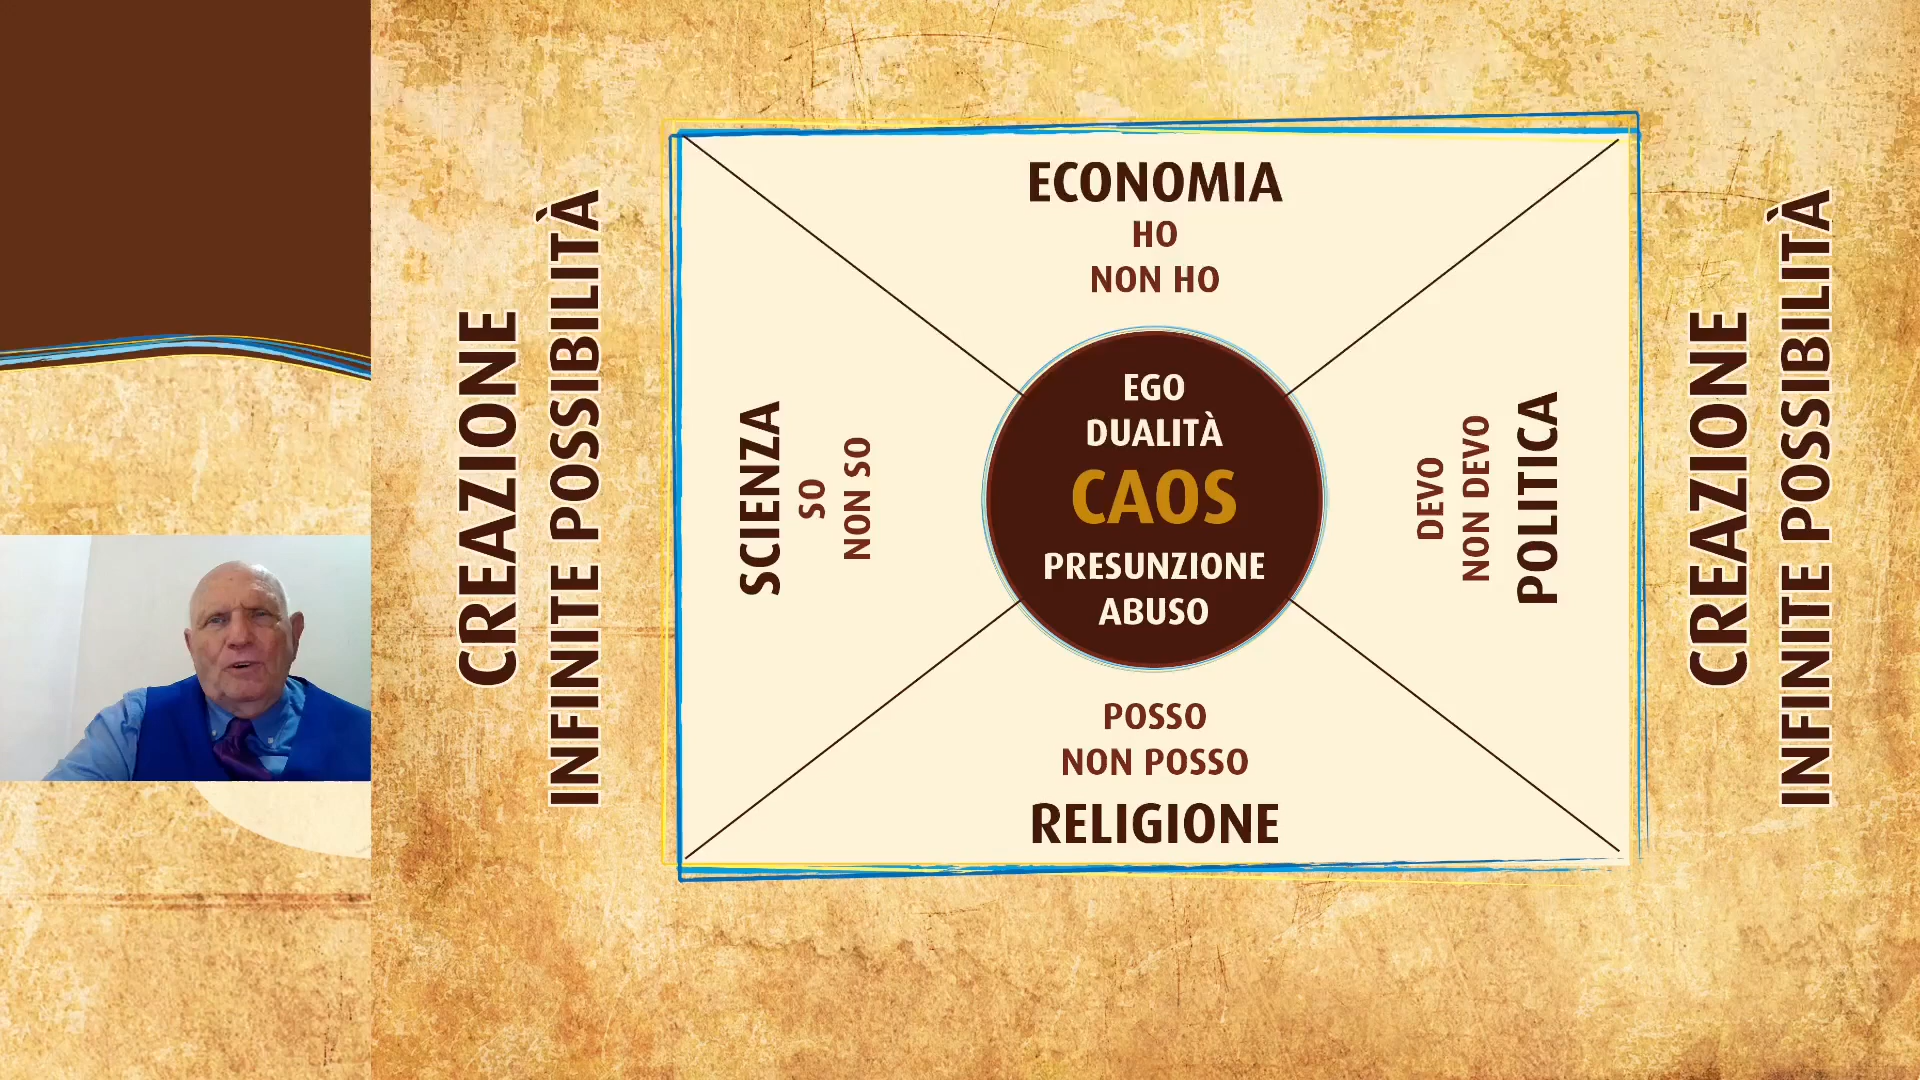 CREAZIONE
INFINITE POSSIBILITÀ
ECONOMIA
HO
NON HO
SCIENZA
SO
NON SO
EGO
DUALITÀ
CAOS
PRESUNZIONE
ABUSO
DEVO
NON DEVO
POLITICA
POSSO
NON POSSO
RELIGIONE
CREAZIONE
INFINITE POSSIBILITÀ